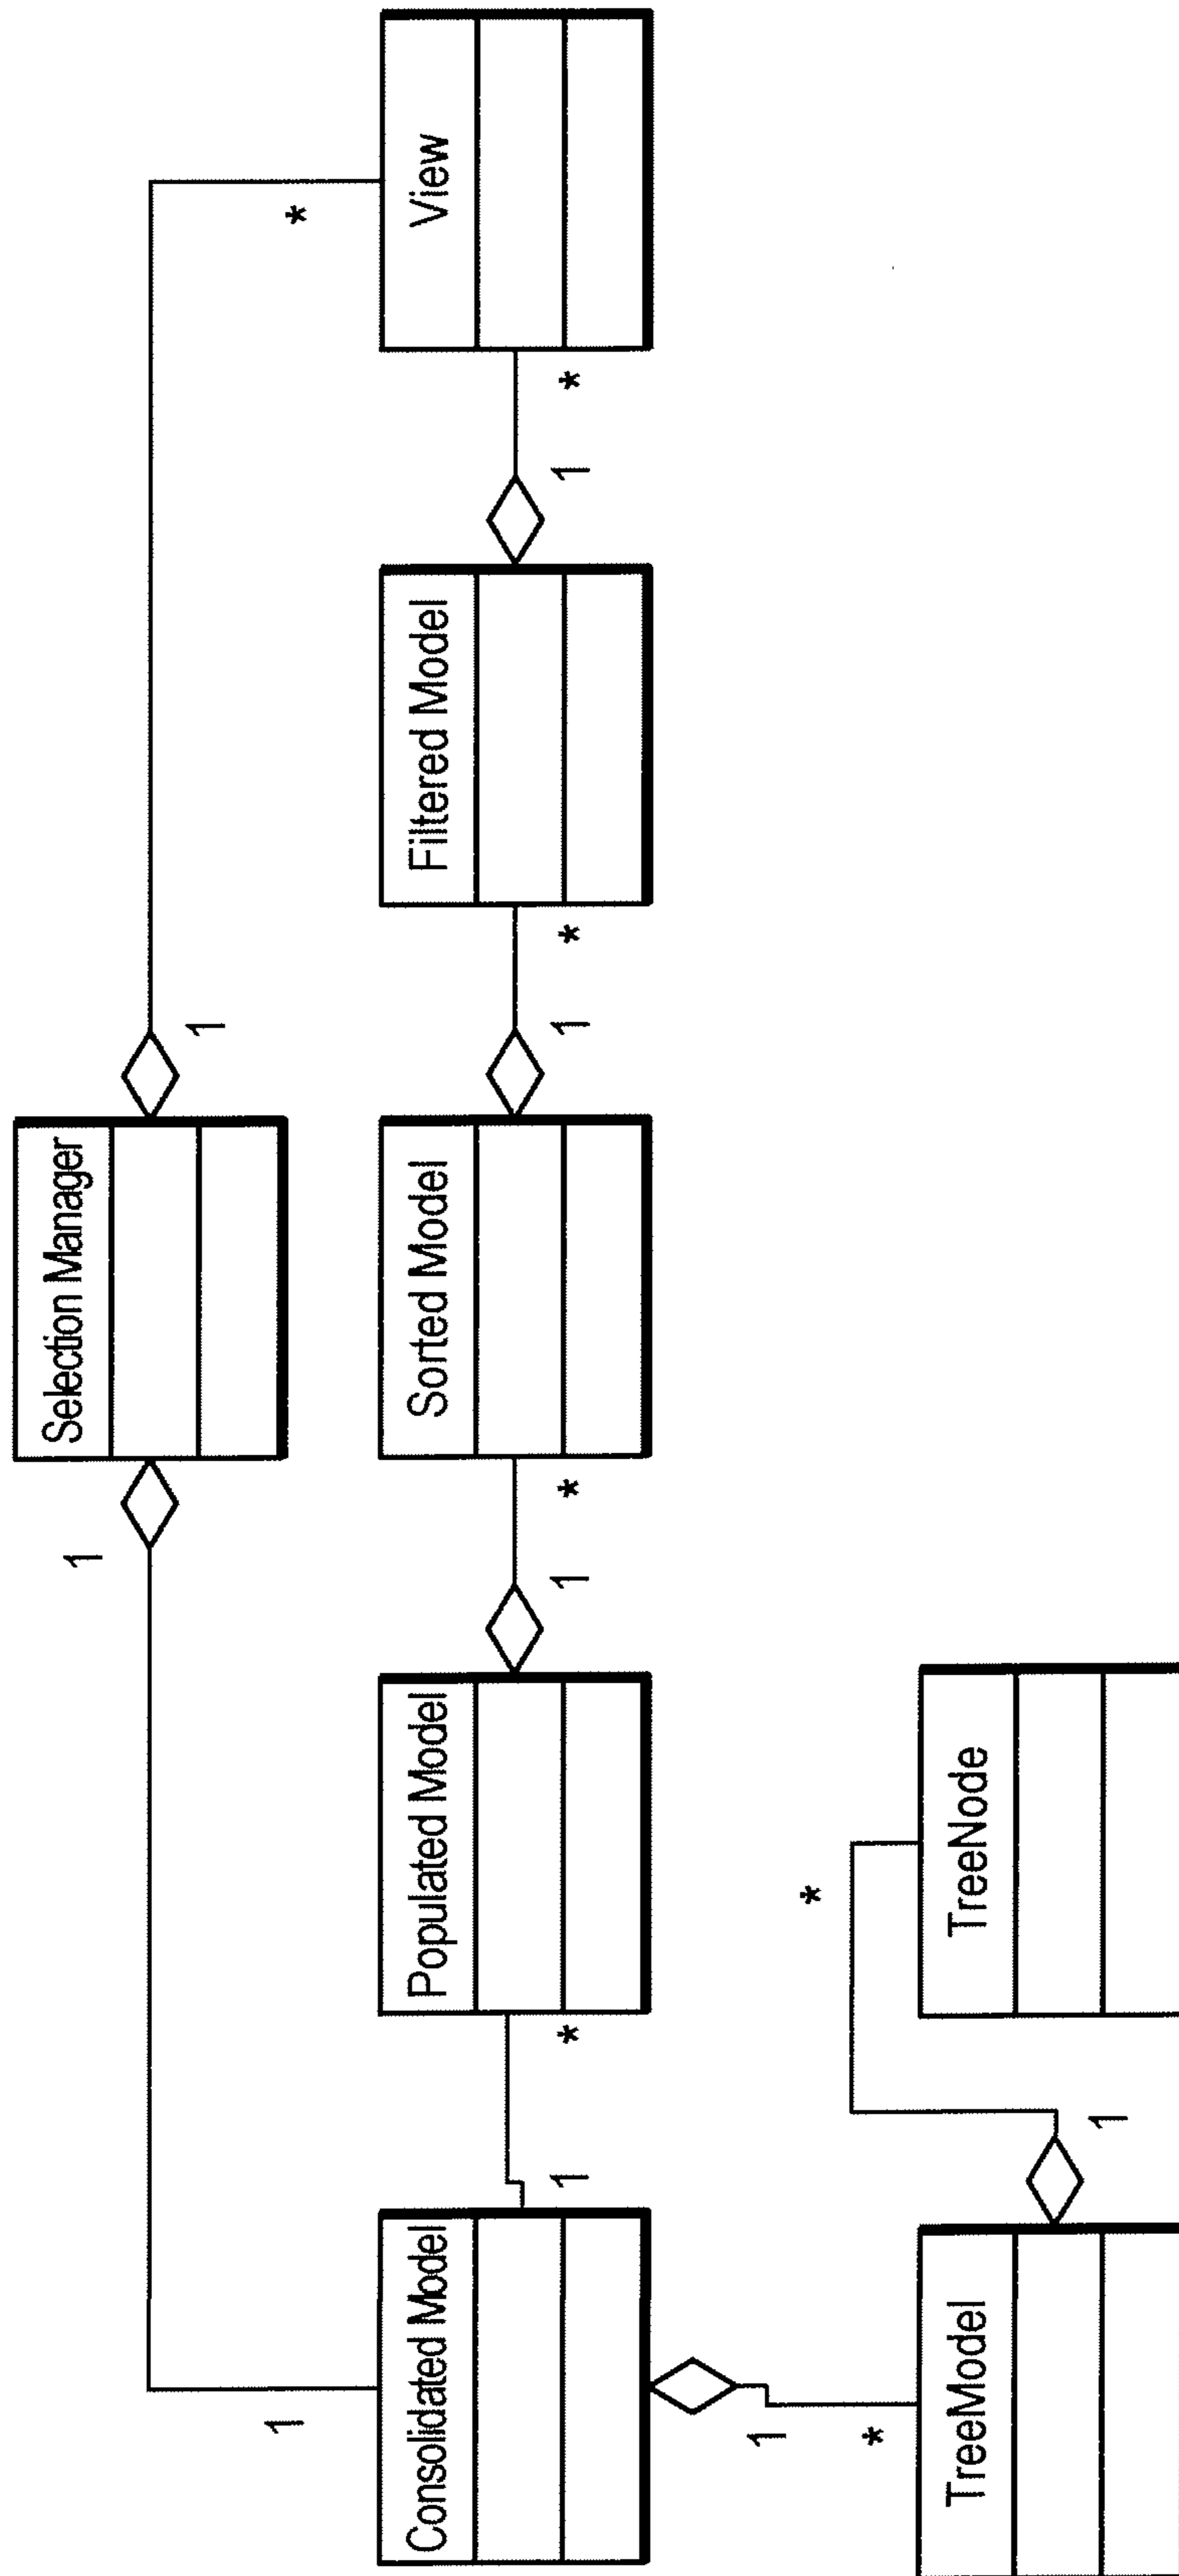 Selection Manager
1
1
1
*
Consolidated Model
Populated Model
Sorted Model
Filtered Model
View
1
*
1
*
1
*
1
*
1
*
*
TreeModel
TreeNode
1